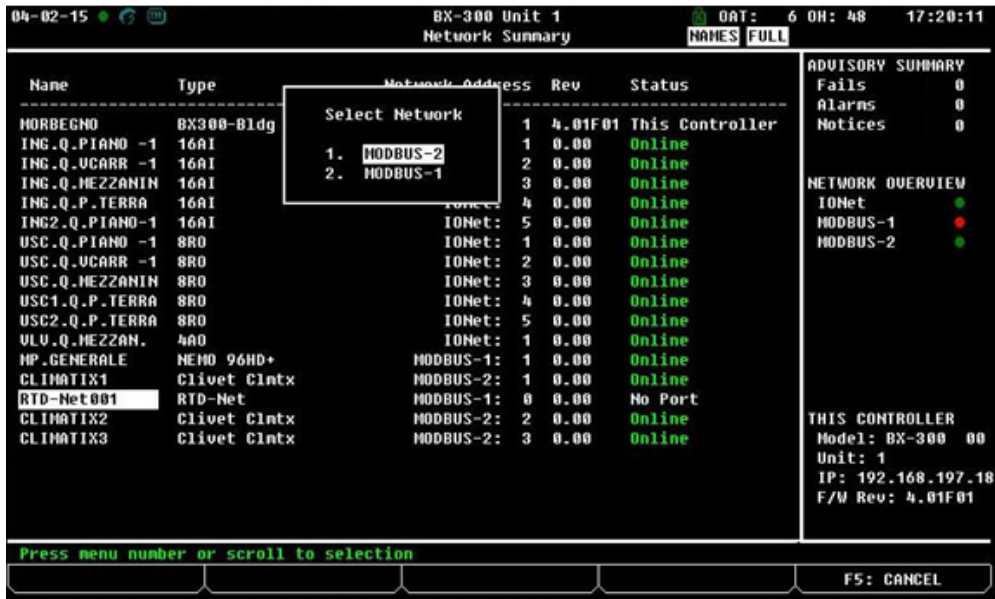 04-02-15 BX-300 Unit 1 OAT: 6 OH: 48 17:20:11
Network Summary NAMES FULL
Name Type Network Address Rev Status
MORBEGNO BX300-Bldg 1 4.01F01 This Controller
ING.Q.PIANO -1 16AI 1 0.00 Online
ING.Q.VCARR -1 16AI 2 0.00 Online
ING.Q.MEZZANIN 16AI 3 0.00 Online
ING.Q.P.TERRA 16AI IONet: 4 0.00 Online
ING2.Q.PIANO-1 16AI IONet: 5 0.00 Online
USC.Q.PIANO -1 8RO IONet: 1 0.00 Online
USC.Q.VCARR -1 8RO IONet: 2 0.00 Online
USC.Q.MEZZANIN 8RO IONet: 3 0.00 Online
USC1.Q.P.TERRA 8RO IONet: 4 0.00 Online
USC2.Q.P.TERRA 8RO IONet: 5 0.00 Online
VLV.Q.MEZZAN. 4AO IONet: 1 0.00 Online
MP.GENERALE NEMO 96HD+ MODBUS-1: 1 0.00 Online
CLIMATIX1 Clivet Clmtx MODBUS-2: 1 0.00 Online
RTD-Net001 RTD-Net MODBUS-1: 0 0.00 No Port
CLIMATIX2 Clivet Clmtx MODBUS-2: 2 0.00 Online
CLIMATIX3 Clivet Clmtx MODBUS-2: 3 0.00 Online
Select Network
1. MODBUS-2
2. MODBUS-1
ADVISORY SUMMARY
Fails 0
Alarms 0
Notices 0
NETWORK OVERVIEW
IONet
MODBUS-1
MODBUS-2
THIS CONTROLLER
Model: BX-300 00
Unit: 1
IP: 192.168.197.18
F/W Rev: 4.01F01
Press menu number or scroll to selection
F5: CANCEL